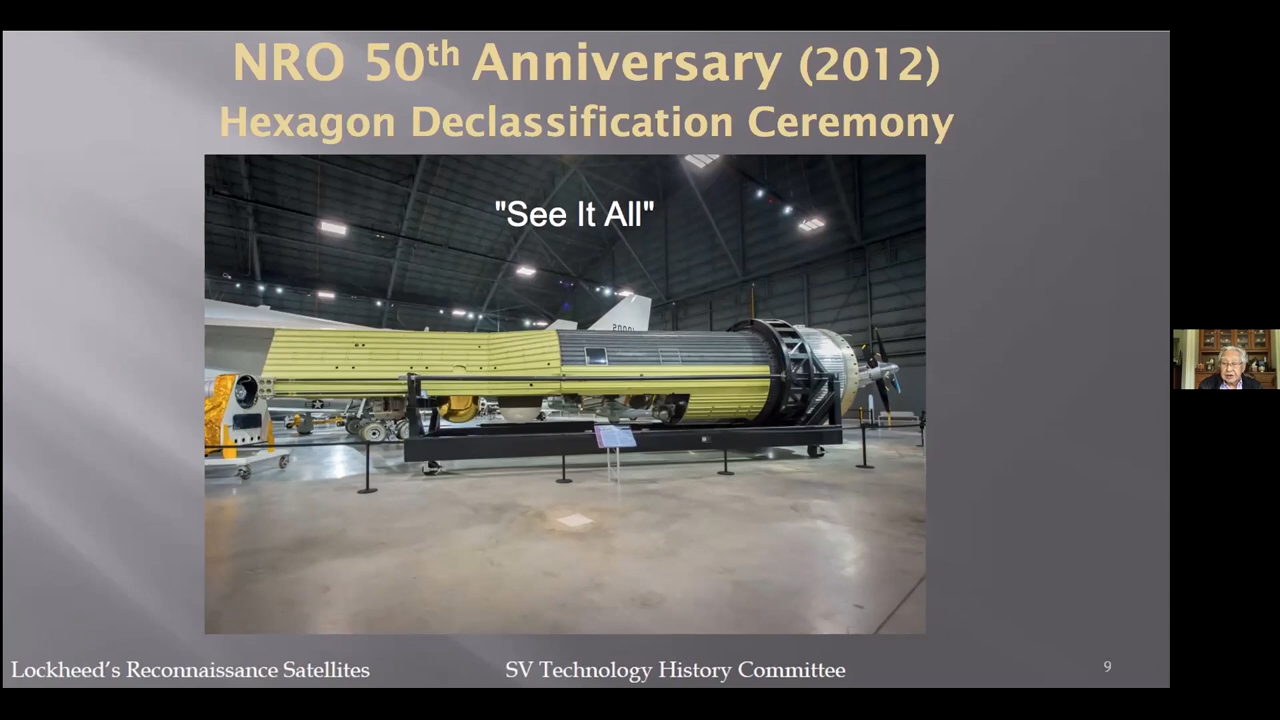 NRO 50th Anniversary (2012)
Hexagon Declassification Ceremony
"See It All"
Lockheed's Reconnaissance Satellites
SV Technology History Committee
9